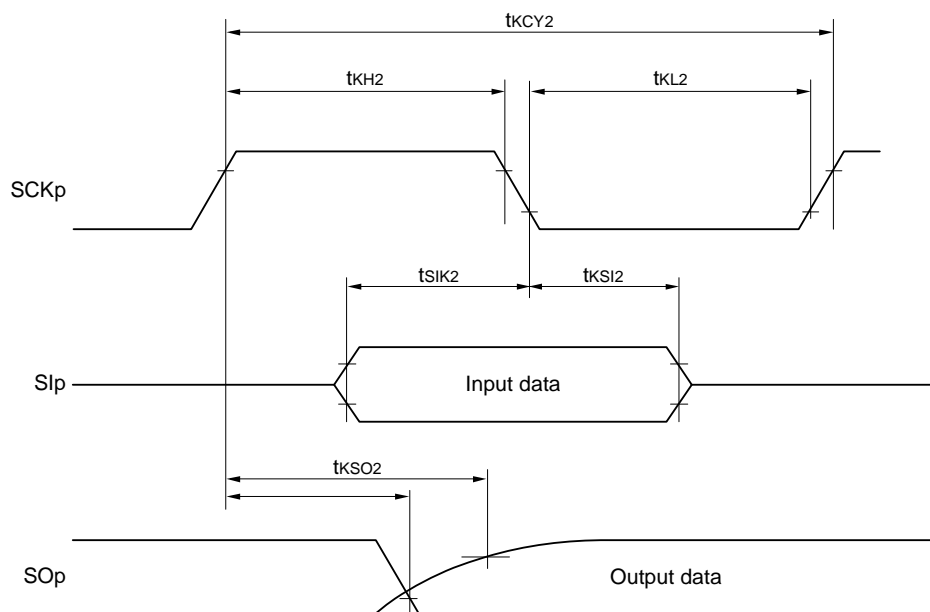 tKCY2
tKH2
tKL2
SCKp
tSIK2
tKSI2
SIp
Input data
tKSO2
SOp
Output data